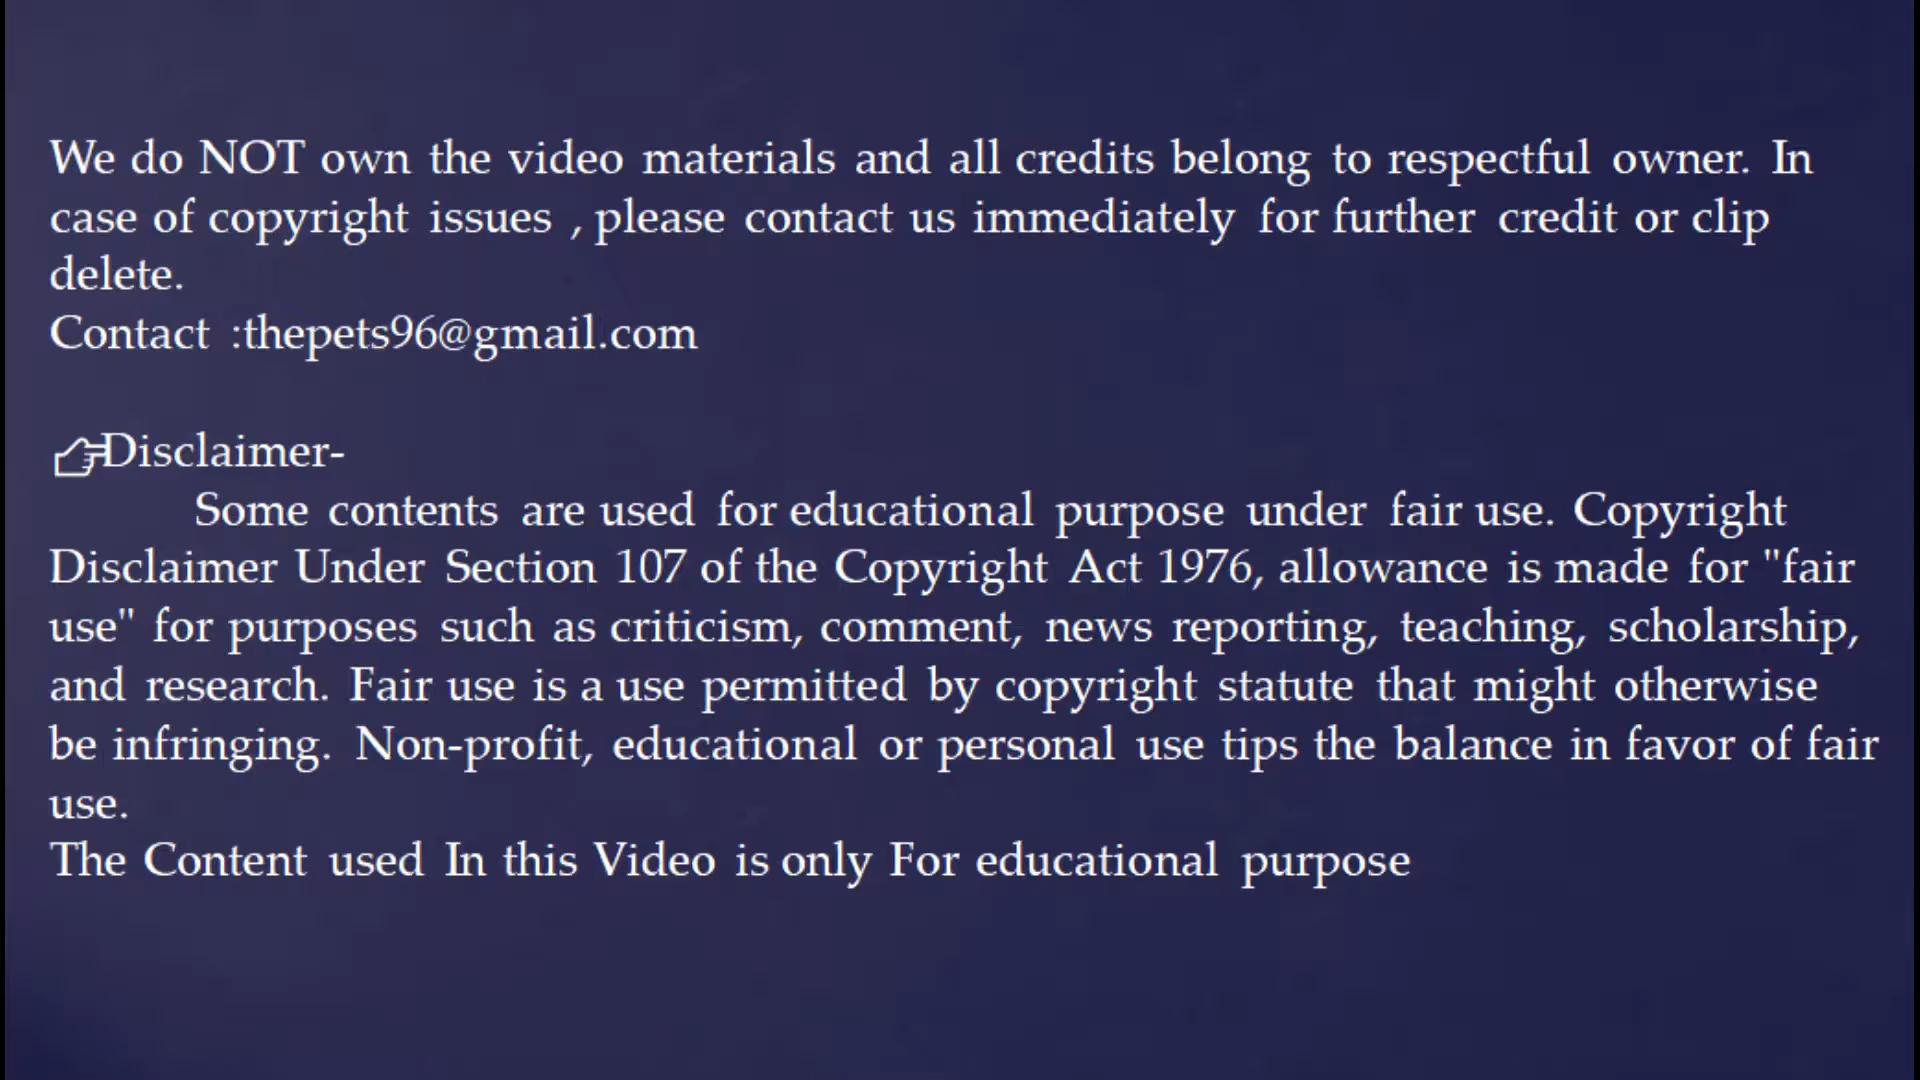 We do NOT own the video materials and all credits belong to respectful owner. In
case of copyright issues , please contact us immediately for further credit or clip
delete.
Contact :thepets96@gmail.com
👉Disclaimer-
Some contents are used for educational purpose under fair use. Copyright
Disclaimer Under Section 107 of the Copyright Act 1976, allowance is made for "fair
use" for purposes such as criticism, comment, news reporting, teaching, scholarship,
and research. Fair use is a use permitted by copyright statute that might otherwise
be infringing. Non-profit, educational or personal use tips the balance in favor of fair
use.
The Content used In this Video is only For educational purpose